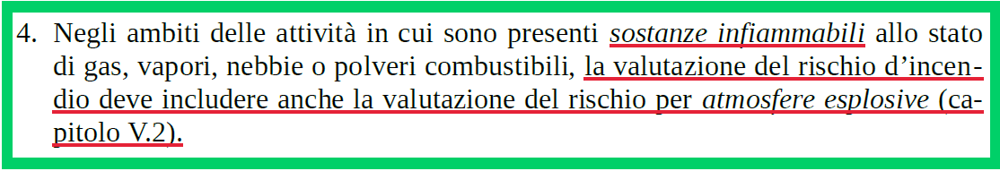 4. Negli ambiti delle attività in cui sono presenti sostanze infiammabili allo stato
di gas, vapori, nebbie o polveri combustibili, la valutazione del rischio d’incen-
dio deve includere anche la valutazione del rischio per atmosfere esplosive (ca-
pitolo V.2).